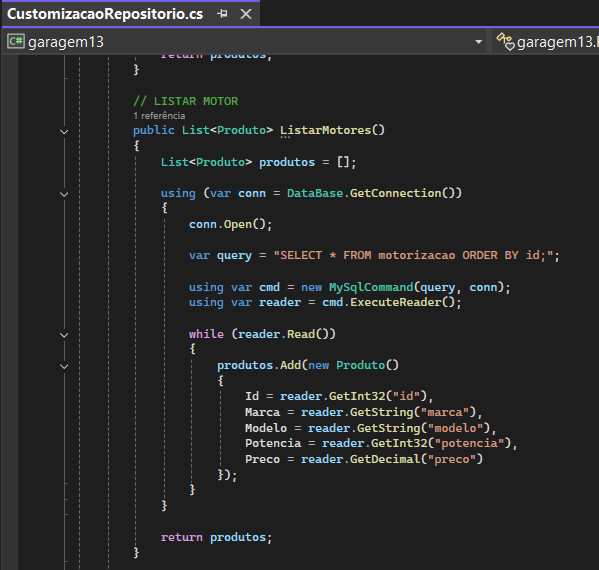 CustomizacaoRepositorio.cs
C# garagem13 garagem13.
return produtos;
}
// LISTAR MOTOR
1 referência
public List<Produto> ListarMotores()
{
List<Produto> produtos = [];
using (var conn = DataBase.GetConnection())
{
conn.Open();
var query = "SELECT * FROM motorizacao ORDER BY id;";
using var cmd = new MySqlCommand(query, conn);
using var reader = cmd.ExecuteReader();
while (reader.Read())
{
produtos.Add(new Produto()
{
Id = reader.GetInt32("id"),
Marca = reader.GetString("marca"),
Modelo = reader.GetString("modelo"),
Potencia = reader.GetInt32("potencia"),
Preco = reader.GetDecimal("preco")
});
}
}
return produtos;
}